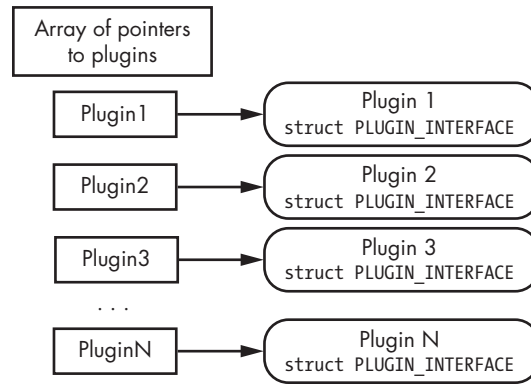 Array of pointers
to plugins
Plugin1
Plugin 1
struct PLUGIN_INTERFACE
Plugin2
Plugin 2
struct PLUGIN_INTERFACE
Plugin3
Plugin 3
struct PLUGIN_INTERFACE
. . .
PluginN
Plugin N
struct PLUGIN_INTERFACE